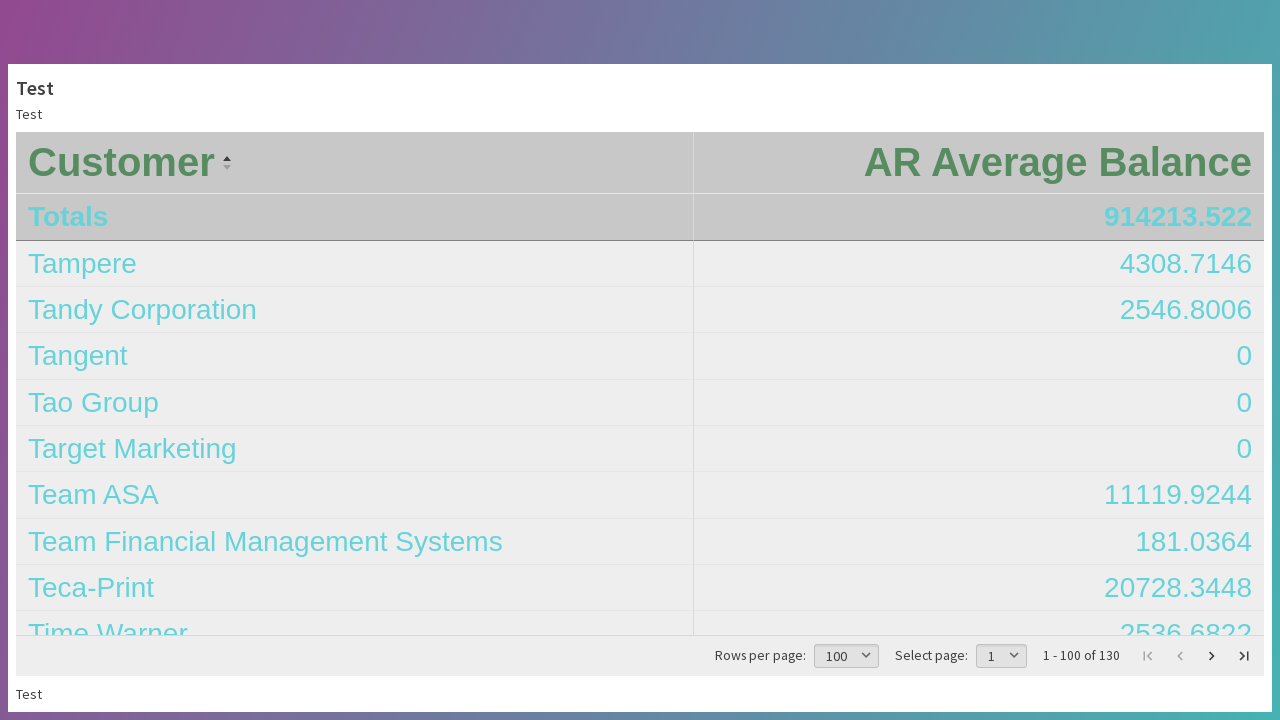 Test
Test
Customer AR Average Balance
Totals 914213.522
Tampere 4308.7146
Tandy Corporation 2546.8006
Tangent 0
Tao Group 0
Target Marketing 0
Team ASA 11119.9244
Team Financial Management Systems 181.0364
Teca-Print 20728.3448
Time Warner 2536.6822
Rows per page: 100 Select page: 1 1 - 100 of 130
Test